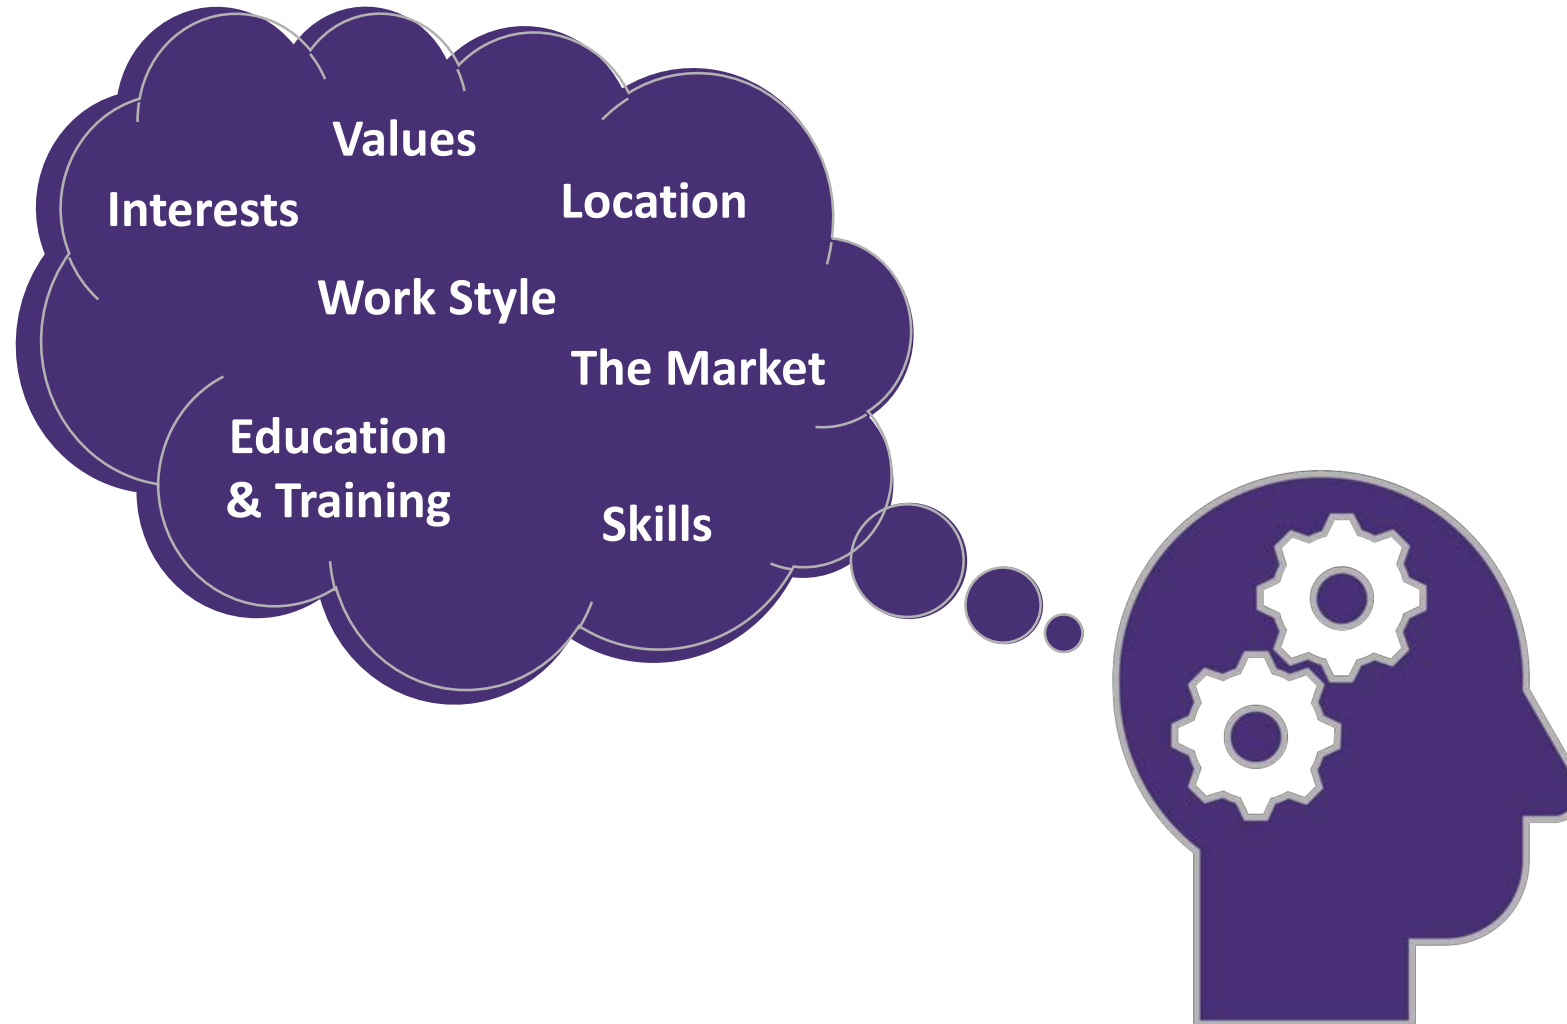 Values
Interests
Location
Work Style
The Market
Education
& Training
Skills